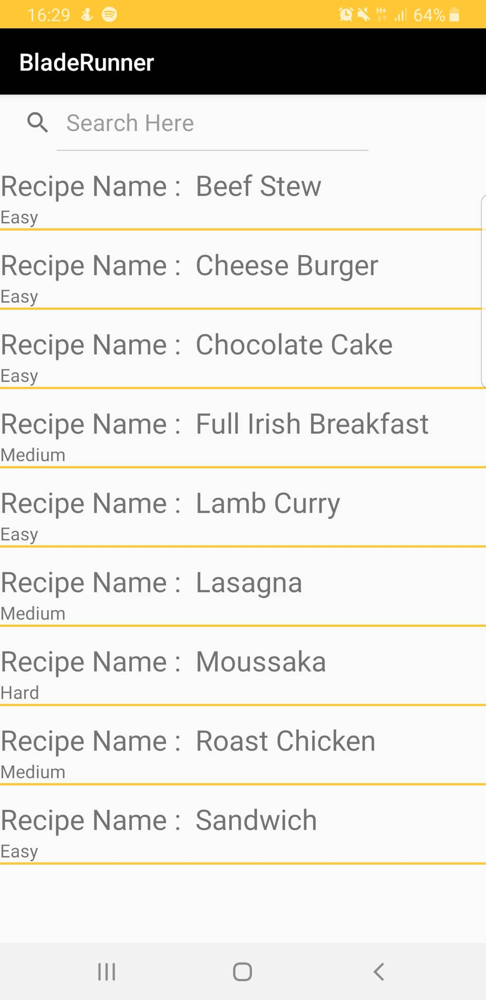 16:29 H+ 64%
BladeRunner
Search Here
Recipe Name : Beef Stew
Easy
Recipe Name : Cheese Burger
Easy
Recipe Name : Chocolate Cake
Easy
Recipe Name : Full Irish Breakfast
Medium
Recipe Name : Lamb Curry
Easy
Recipe Name : Lasagna
Medium
Recipe Name : Moussaka
Hard
Recipe Name : Roast Chicken
Medium
Recipe Name : Sandwich
Easy